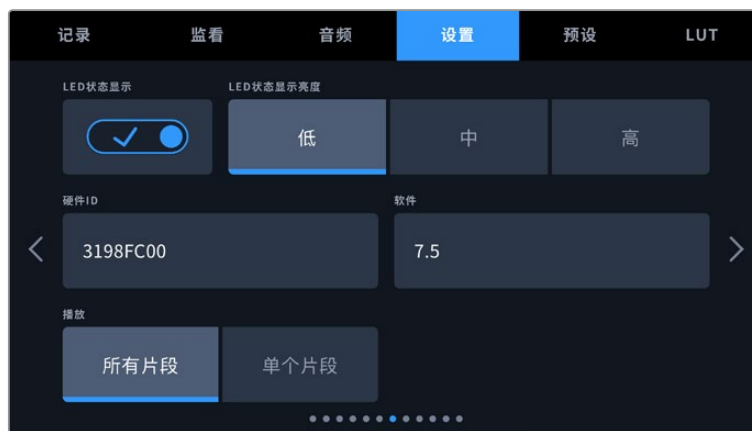 记录 监看 音频 设置 预设 LUT
LED状态显示 LED状态显示亮度
低 中 高
硬件ID 软件
3198FC00 7.5
播放
所有片段 单个片段